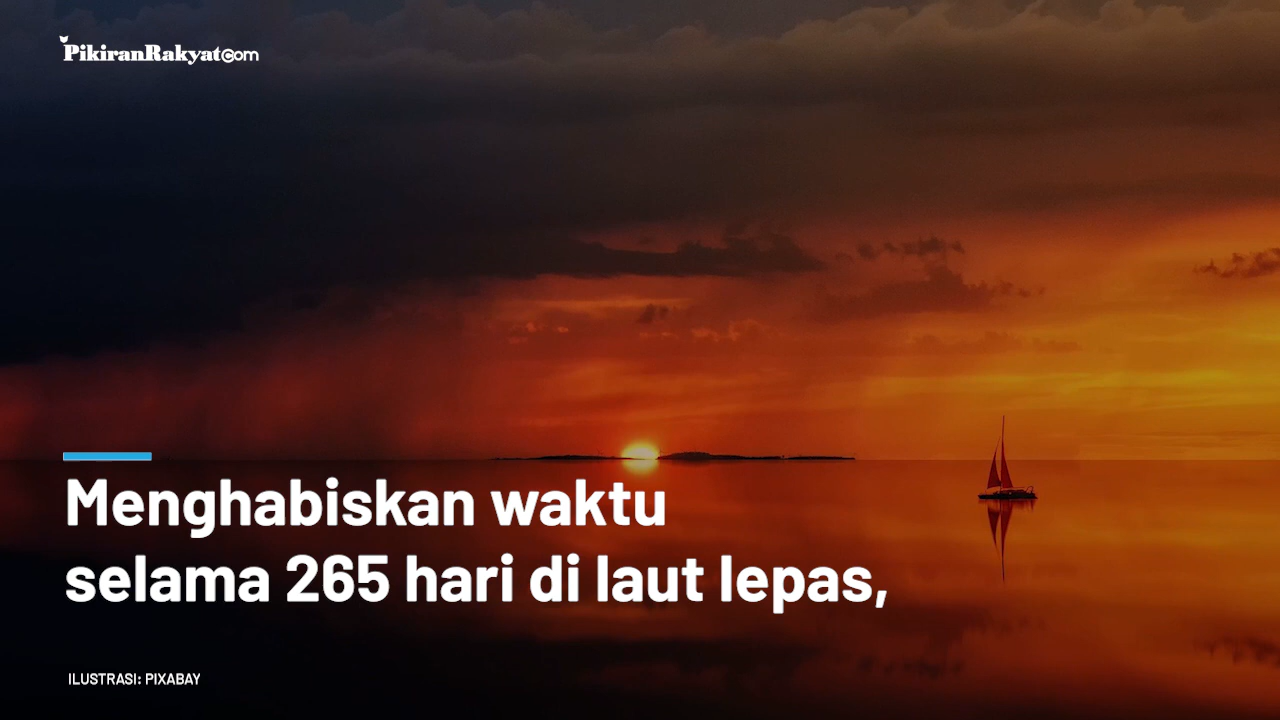 PikiranRakyat.com
Menghabiskan waktu
selama 265 hari di laut lepas,
ILUSTRASI: PIXABAY